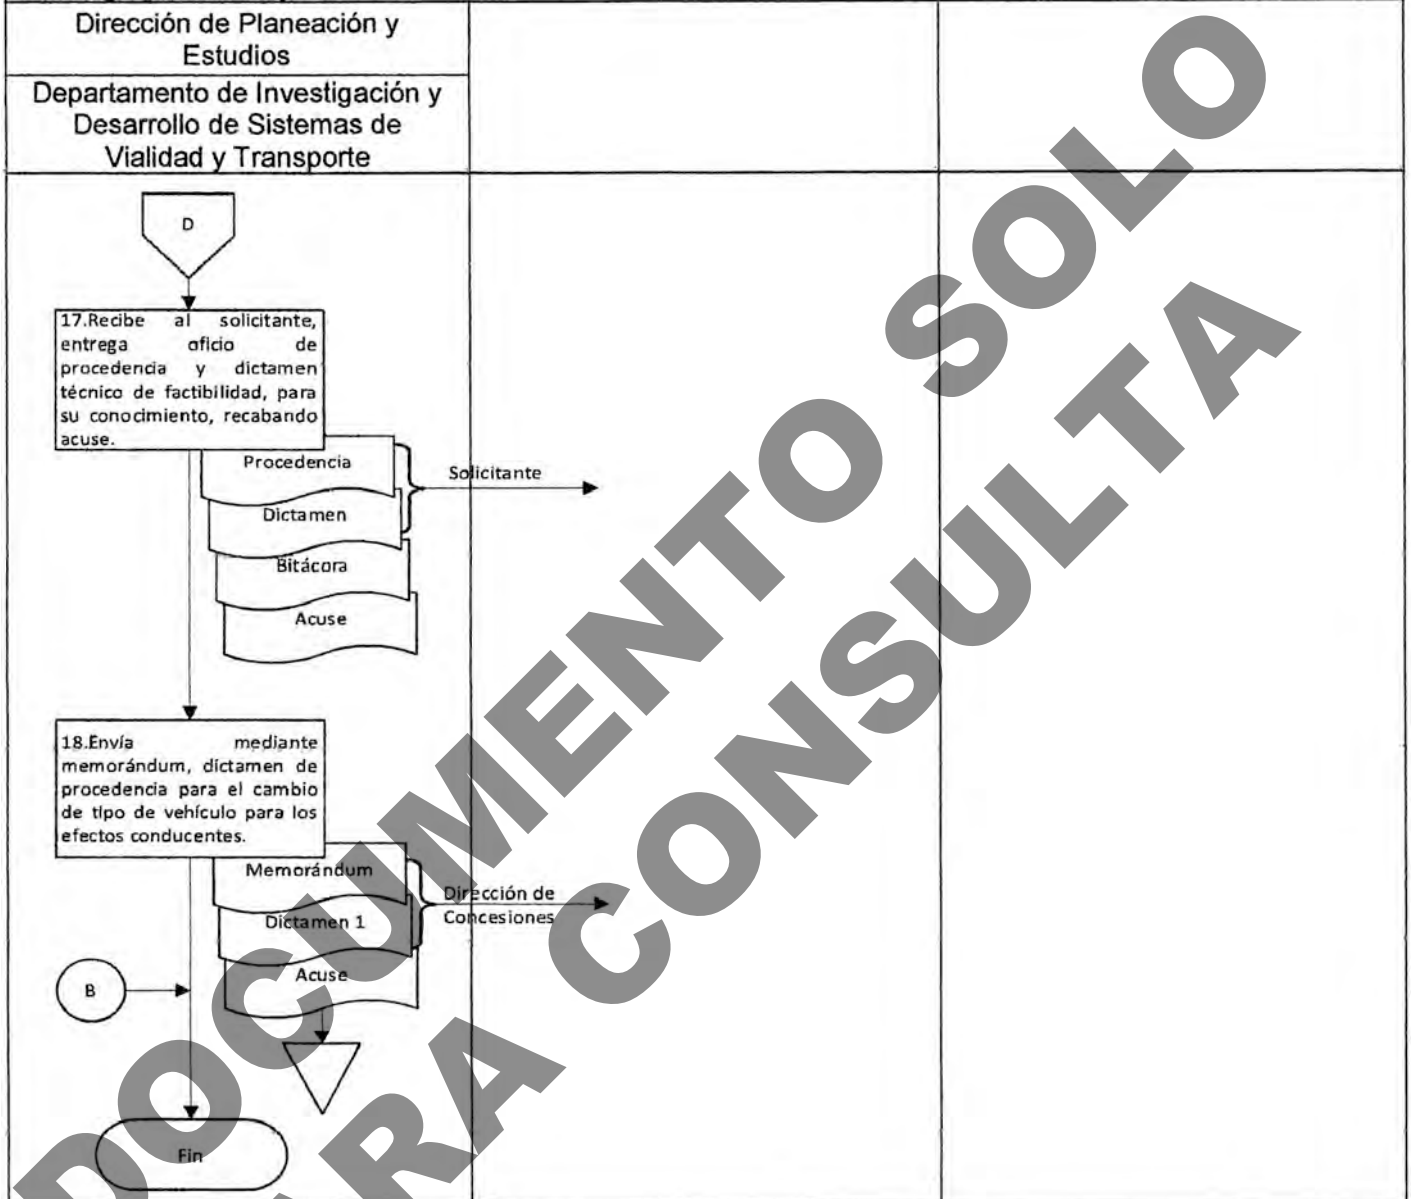 Dirección de Planeación y
Estudios
Departamento de Investigación y
Desarrollo de Sistemas de
Vialidad y Transporte
D
17.Recibe al solicitante,
entrega oficio de
procedencia y dictamen
técnico de factibilidad, para
su conocimiento, recabando
acuse.
Procedencia
Solicitante
Dictamen
Bitácora
Acuse
18.Envía mediante
memorándum, dictamen de
procedencia para el cambio
de tipo de vehículo para los
efectos conducentes.
Memorándum
Dirección de
Concesiones
Dictamen 1
Acuse
B
Fin
DOCUMENTO SOLO
PARA CONSULTA